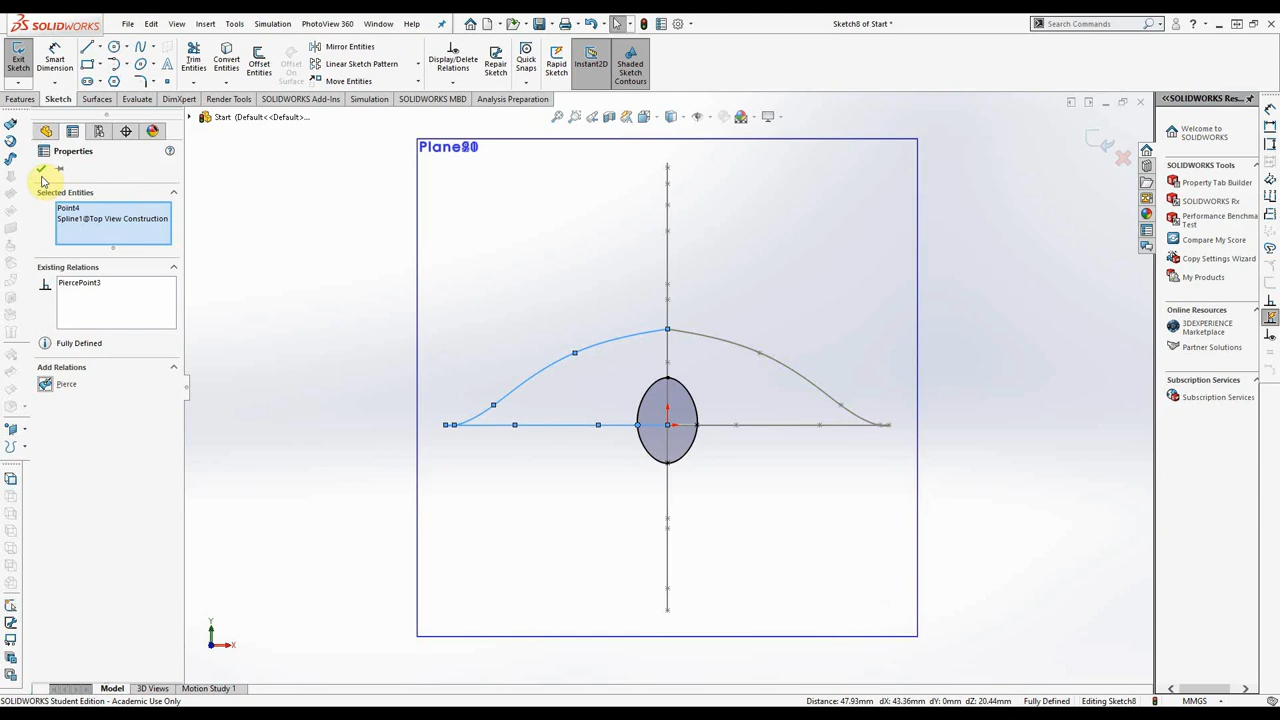 SOLIDWORKS
File
Edit
View
Insert
Tools
Simulation
PhotoView 360
Window
Help
Sketch8 of Start *
Search Commands
Exit Sketch
Smart Dimension
Trim Entities
Convert Entities
Offset Entities
Offset On Surface
Mirror Entities
Linear Sketch Pattern
Move Entities
Display/Delete Relations
Repair Sketch
Quick Snaps
Rapid Sketch
Instant2D
Shaded Sketch Contours
Features
Sketch
Surfaces
Evaluate
DimXpert
Render Tools
SOLIDWORKS Add-Ins
Simulation
SOLIDWORKS MBD
Analysis Preparation
Start (Default<<Default>...
Properties
Selected Entities
Point4
Spline1@Top View Construction
Existing Relations
PiercePoint3
Fully Defined
Add Relations
Pierce
Y
X
SOLIDWORKS Res...
Welcome to SOLIDWORKS
SOLIDWORKS Tools
Property Tab Builder
SOLIDWORKS Rx
Performance Benchma
Test
Compare My Score
Copy Settings Wizard
My Products
Online Resources
3DEXPERIENCE Marketplace
Partner Solutions
Subscription Services
Subscription Services
Model
3D Views
Motion Study 1
SOLIDWORKS Student Edition - Academic Use Only
Distance: 47.93mm dX: 43.36mm dY: 0mm dZ: 20.44mm
Fully Defined
Editing Sketch8
MMGS